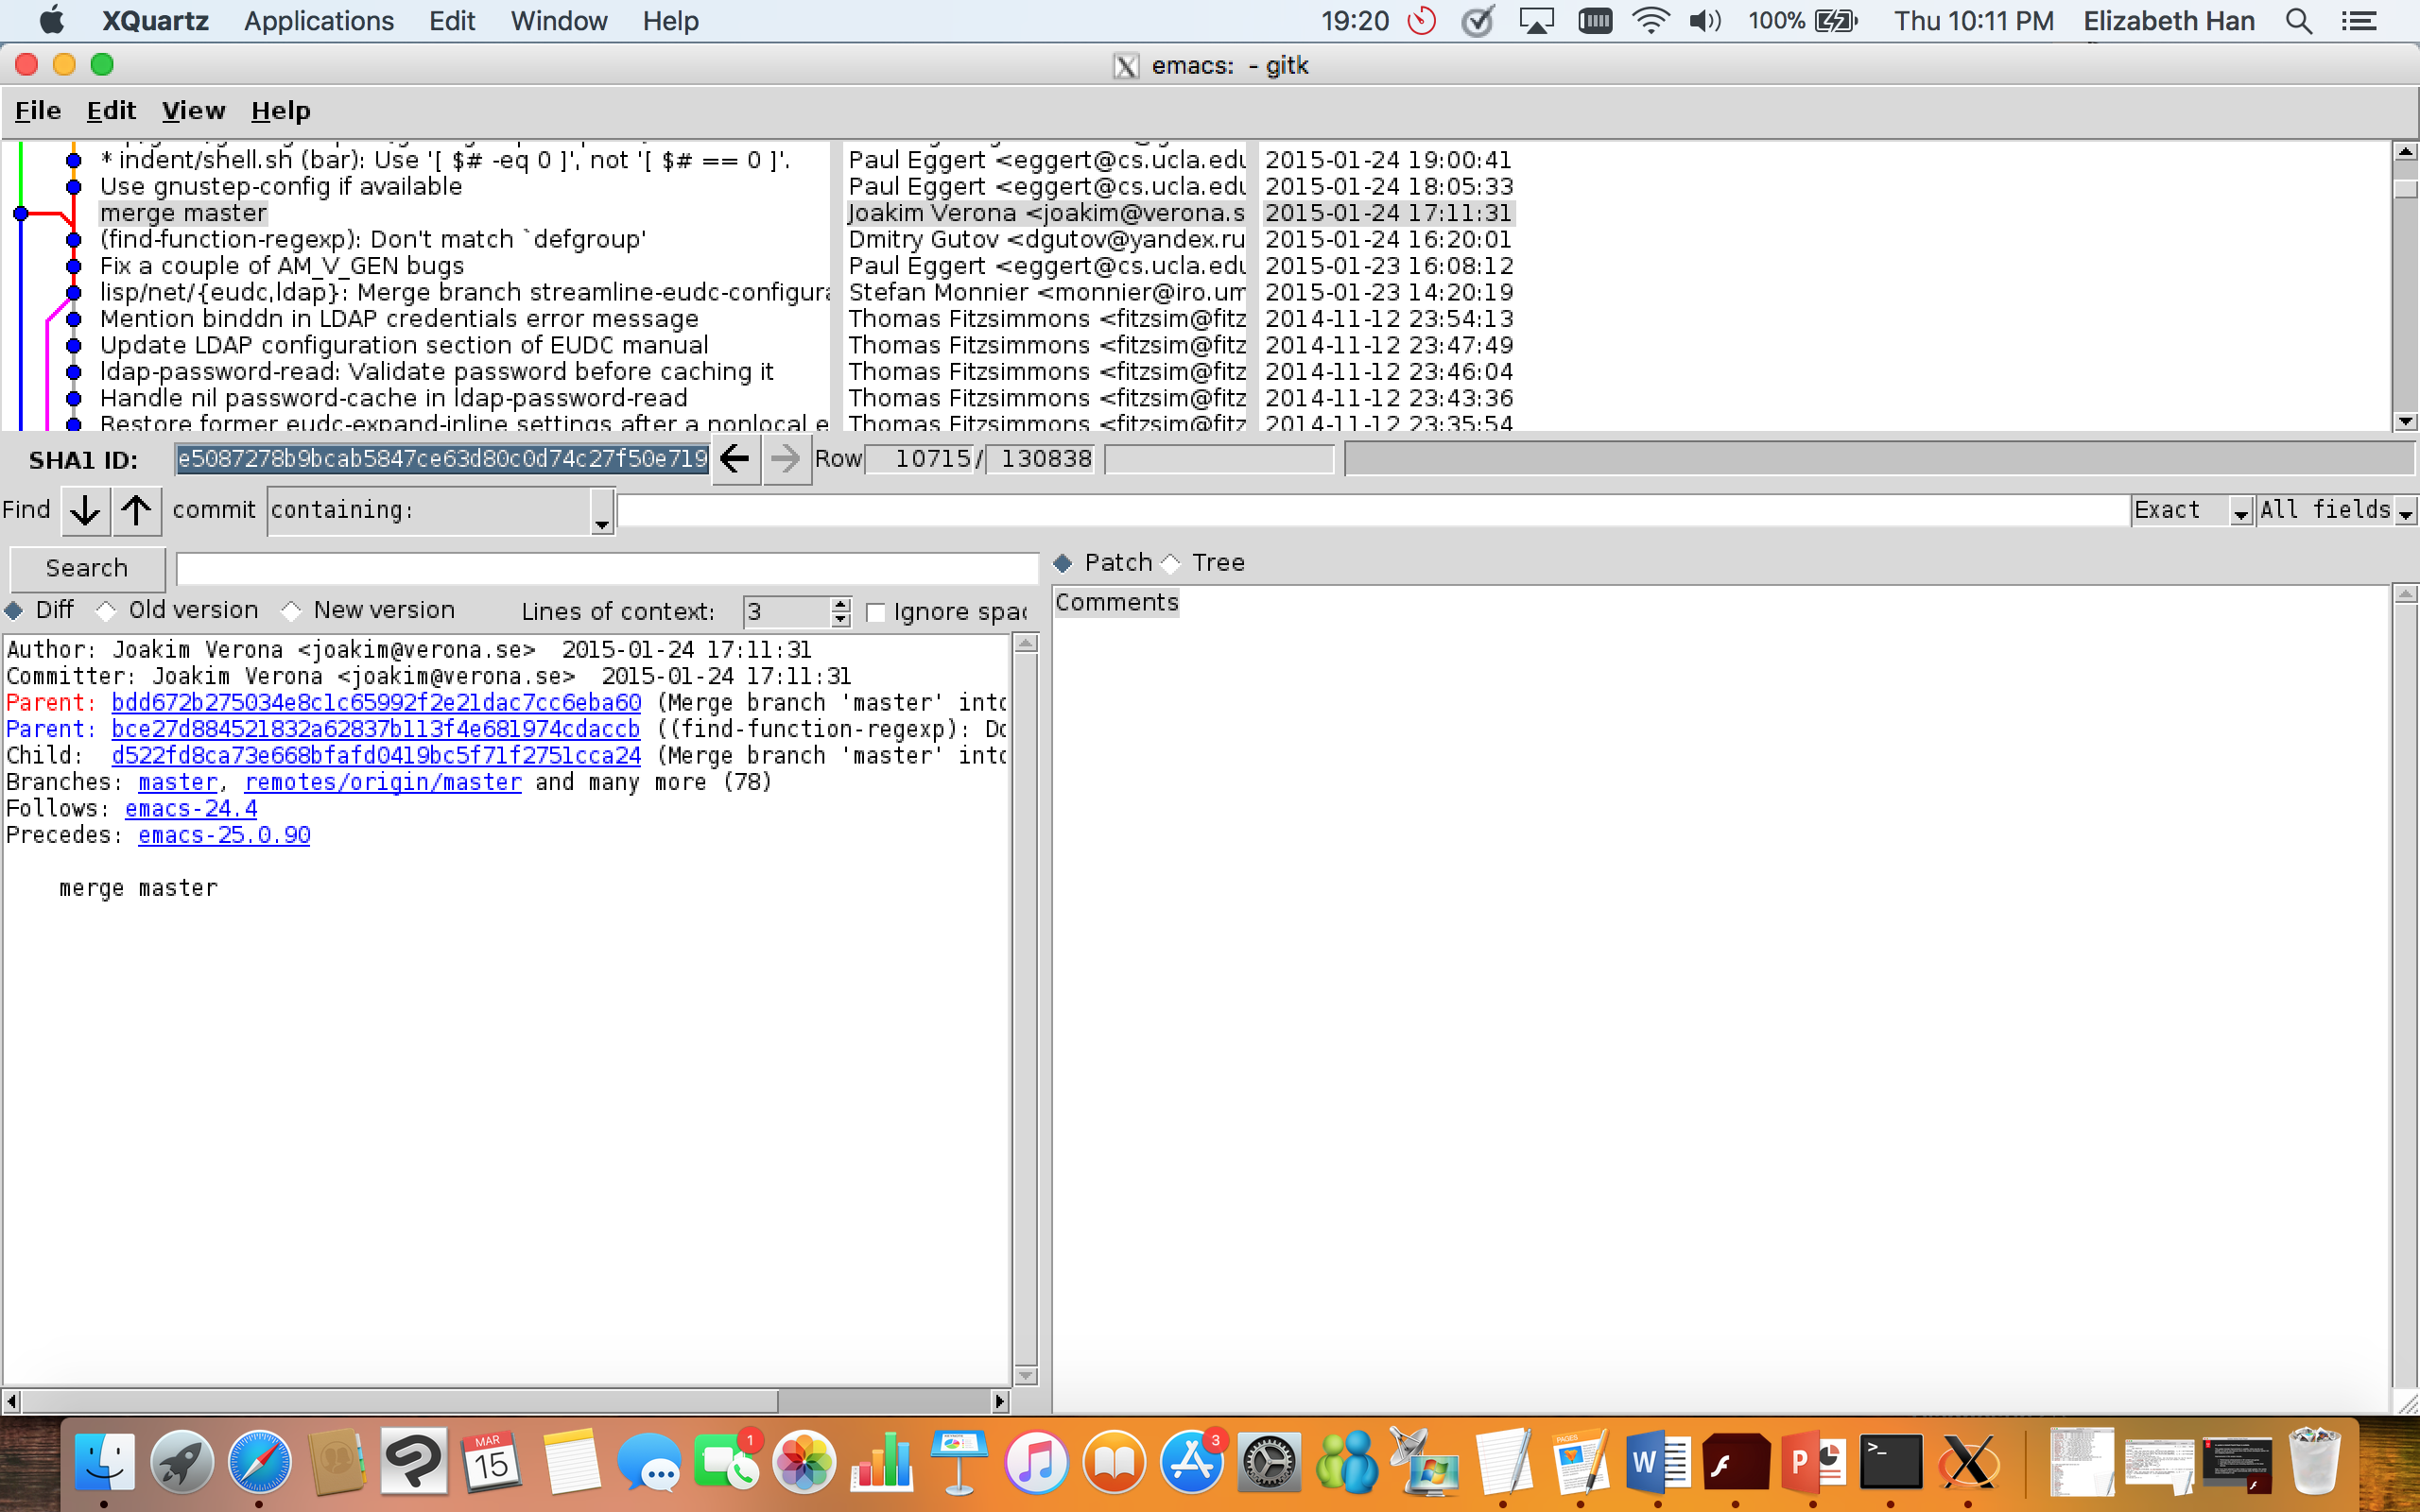 XQuartz Applications Edit Window Help 19:20 100% Thu 10:11 PM Elizabeth Han
emacs: - gitk
File Edit View Help
* indent/shell.sh (bar): Use '[ $# -eq 0 ]', not '[ $# == 0 ]'. Paul Eggert <eggert@cs.ucla.edu 2015-01-24 19:00:41
Use gnustep-config if available Paul Eggert <eggert@cs.ucla.edu 2015-01-24 18:05:33
merge master Joakim Verona <joakim@verona.s 2015-01-24 17:11:31
(find-function-regexp): Don't match `defgroup' Dmitry Gutov <dgutov@yandex.ru 2015-01-24 16:20:01
Fix a couple of AM_V_GEN bugs Paul Eggert <eggert@cs.ucla.edu 2015-01-23 16:08:12
lisp/net/{eudc,ldap}: Merge branch streamline-eudc-configura Stefan Monnier <monnier@iro.um 2015-01-23 14:20:19
Mention binddn in LDAP credentials error message Thomas Fitzsimmons <fitzsim@fitz 2014-11-12 23:54:13
Update LDAP configuration section of EUDC manual Thomas Fitzsimmons <fitzsim@fitz 2014-11-12 23:47:49
ldap-password-read: Validate password before caching it Thomas Fitzsimmons <fitzsim@fitz 2014-11-12 23:46:04
Handle nil password-cache in ldap-password-read Thomas Fitzsimmons <fitzsim@fitz 2014-11-12 23:43:36
Restore former eudc-expand-inline settings after a nonlocal e Thomas Fitzsimmons <fitzsim@fitz 2014-11-12 23:35:54
SHA1 ID: e5087278b9bcab5847ce63d80c0d74c27f50e719 Row 10715 / 130838
Find commit containing: Exact All fields
Search Patch Tree
Diff Old version New version Lines of context: 3 Ignore spac
Comments
Author: Joakim Verona <joakim@verona.se> 2015-01-24 17:11:31
Committer: Joakim Verona <joakim@verona.se> 2015-01-24 17:11:31
Parent: bdd672b275034e8c1c65992f2e21dac7cc6eba60 (Merge branch 'master' into
Parent: bce27d884521832a62837b113f4e681974cdaccb ((find-function-regexp): Do
Child: d522fd8ca73e668bfafd0419bc5f71f2751cca24 (Merge branch 'master' into
Branches: master, remotes/origin/master and many more (78)
Follows: emacs-24.4
Precedes: emacs-25.0.90
merge master
MAR
15
1
3
PAGES
W
P
>_
X